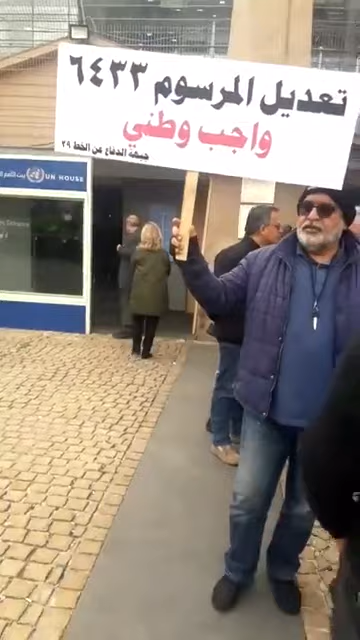 تعديل المرسوم ٦٤٣٣
واجب وطني
جبهة الدفاع عن الخط ٢٩
UN HOUSE